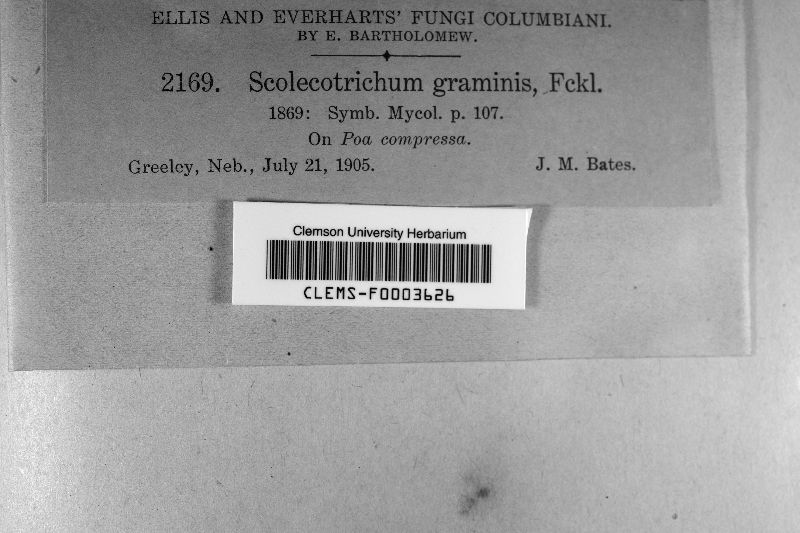 ELLIS AND EVERHARTS' FUNGI COLUMBIANI.
BY E. BARTHOLOMEW.
2169. Scolecotrichum graminis, Fckl.
1869: Symb. Mycol. p. 107.
On Poa compressa.
Greeley, Neb., July 21, 1905. J. M. Bates.
Clemson University Herbarium
CLEMS-F0003626